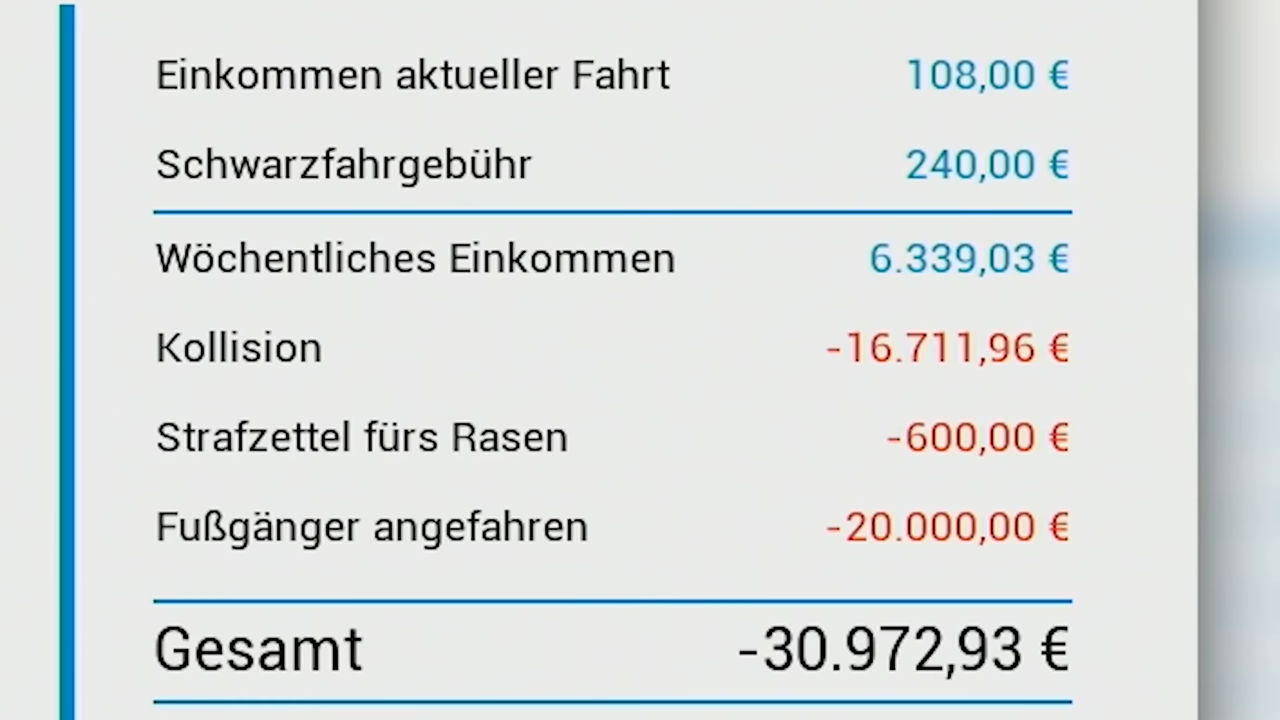 Einkommen aktueller Fahrt 108,00 €
Schwarzfahrgebühr 240,00 €
Wöchentliches Einkommen 6.339,03 €
Kollision -16.711,96 €
Strafzettel fürs Rasen -600,00 €
Fußgänger angefahren -20.000,00 €
Gesamt -30.972,93 €